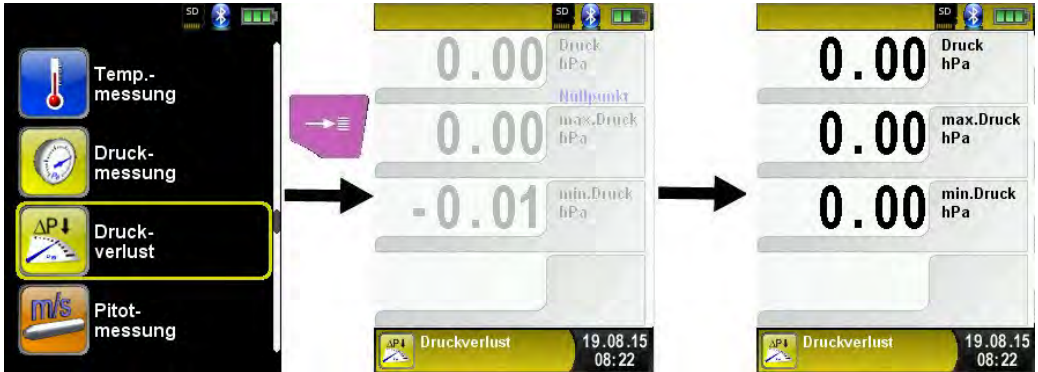 SD
Temp.-
messung
Druck-
messung
ΔP
Druck-
verlust
m/s
Pitot-
messung
SD
0.00 Druck
hPa
Nullpunkt
0.00 max.Druck
hPa
-0.01 min.Druck
hPa
ΔP
Druckverlust 19.08.15
08:22
SD
0.00 Druck
hPa
0.00 max.Druck
hPa
0.00 min.Druck
hPa
ΔP
Druckverlust 19.08.15
08:22